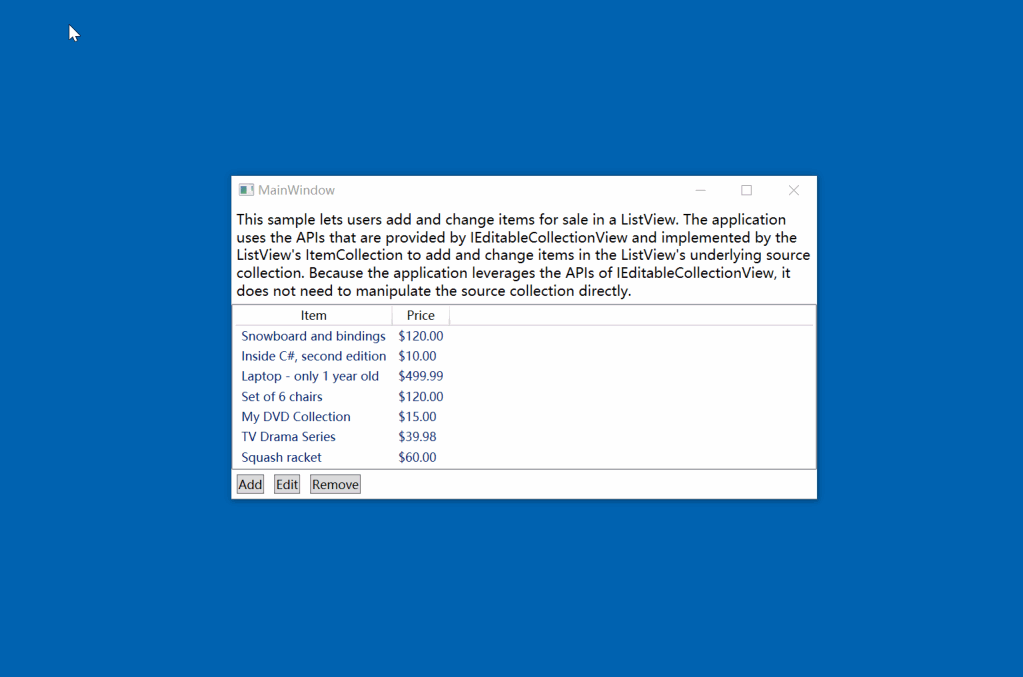 MainWindow
This sample lets users add and change items for sale in a ListView. The application
uses the APIs that are provided by IEditableCollectionView and implemented by the
ListView's ItemCollection to add and change items in the ListView's underlying source
collection. Because the application leverages the APIs of IEditableCollectionView, it
does not need to manipulate the source collection directly.
Item Price
Snowboard and bindings $120.00
Inside C#, second edition $10.00
Laptop - only 1 year old $499.99
Set of 6 chairs $120.00
My DVD Collection $15.00
TV Drama Series $39.98
Squash racket $60.00
Add Edit Remove